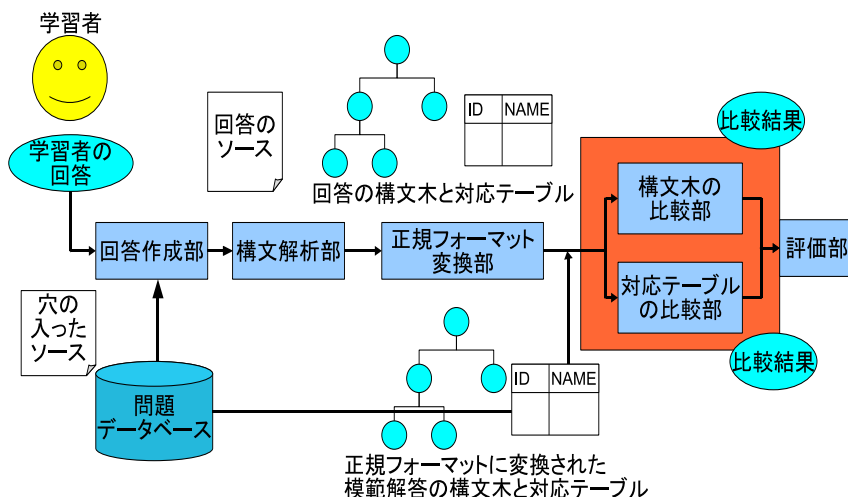 学習者
学習者の
回答
回答の
ソース
ID NAME
回答の構文木と対応テーブル
比較結果
構文木の
比較部
対応テーブル
の比較部
評価部
回答作成部
構文解析部
正規フォーマット
変換部
穴の
入った
ソース
問題
データベース
ID NAME
比較結果
正規フォーマットに変換された
模範解答の構文木と対応テーブル